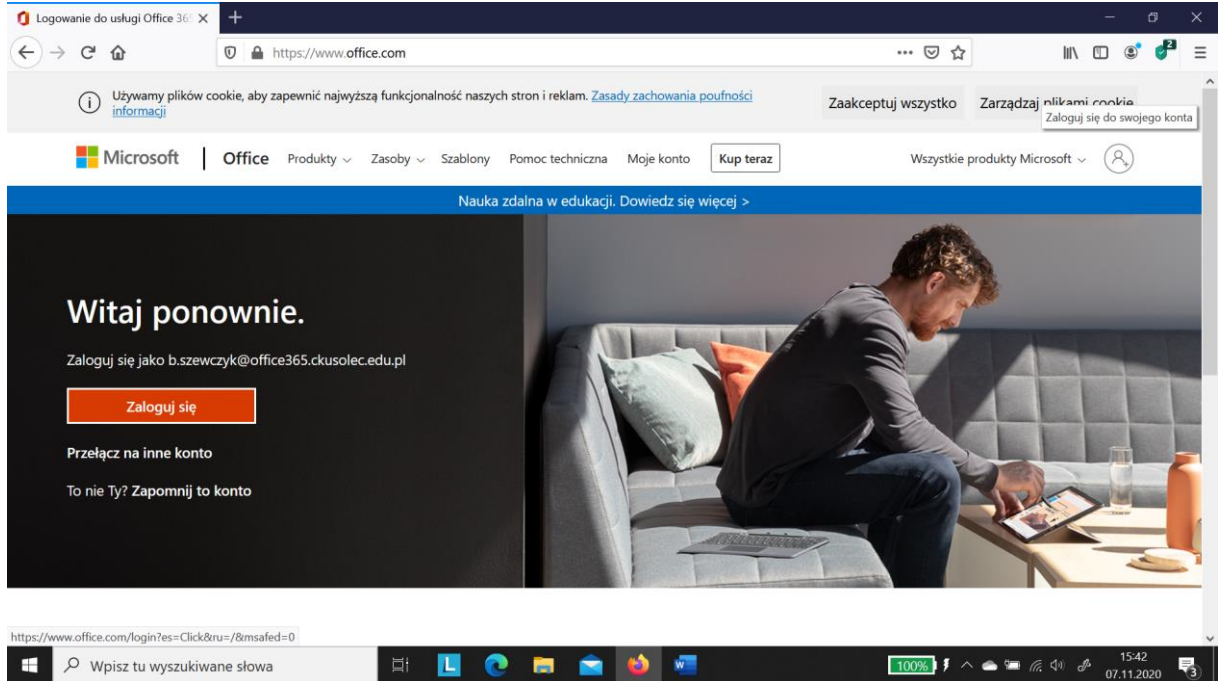 Logowanie do usługi Office 365
https://www.office.com
2
Używamy plików cookie, aby zapewnić najwyższą funkcjonalność naszych stron i reklam. Zasady zachowania poufności
informacji
Zaakceptuj wszystko
Zarządzaj plikami cookie
Zaloguj się do swojego konta
Microsoft
Office
Produkty
Zasoby
Szablony
Pomoc techniczna
Moje konto
Kup teraz
Wszystkie produkty Microsoft
Nauka zdalna w edukacji. Dowiedz się więcej >
Witaj ponownie.
Zaloguj się jako b.szewczyk@office365.ckusolec.edu.pl
Zaloguj się
Przełącz na inne konto
To nie Ty? Zapomnij to konto
https://www.office.com/login?es=Click&ru=/&msafed=0
Wpisz tu wyszukiwane słowa
L
W
100%
15:42
07.11.2020
3